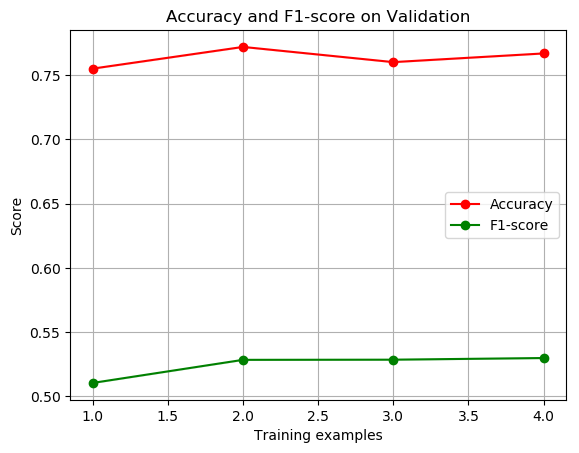 Accuracy and F1-score on Validation
Score
0.75
0.70
0.65
0.60
0.55
0.50
Accuracy
F1-score
1.0 1.5 2.0 2.5 3.0 3.5 4.0
Training examples